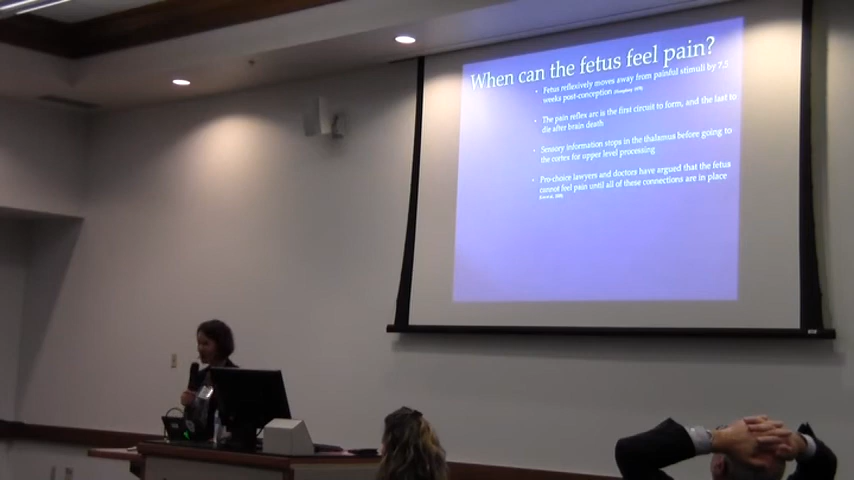 When can the fetus feel pain?
• Fetus reflexively moves away from painful stimuli by 7.5
weeks post-conception
• The pain reflex arc is the first circuit to form, and the last to
die after brain death
• Sensory information stops in the thalamus before going to
the cortex for upper level processing
• Pro-choice lawyers and doctors have argued that the fetus
cannot feel pain until all of these connections are in place